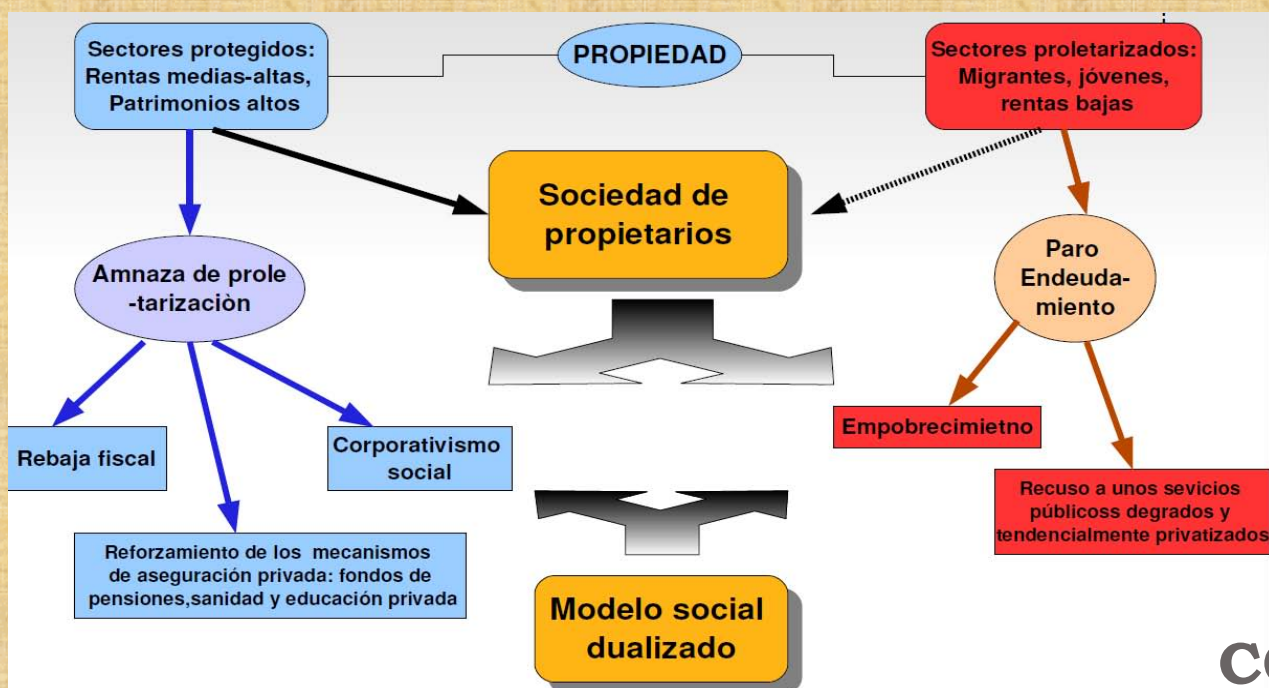 Sectores protegidos:
Rentas medias-altas,
Patrimonios altos
PROPIEDAD
Sectores proletarizados:
Migrantes, jóvenes,
rentas bajas
Sociedad de
propietarios
Amnaza de prole
-tarizaciòn
Paro
Endeuda-
miento
Rebaja fiscal
Corporativismo
social
Empobrecimietno
Reforzamiento de los mecanismos
de aseguración privada: fondos de
pensiones,sanidad y educación privada
Recuso a unos sevicios
públicoss degrados y
tendencialmente privatizados
Modelo social
dualizado